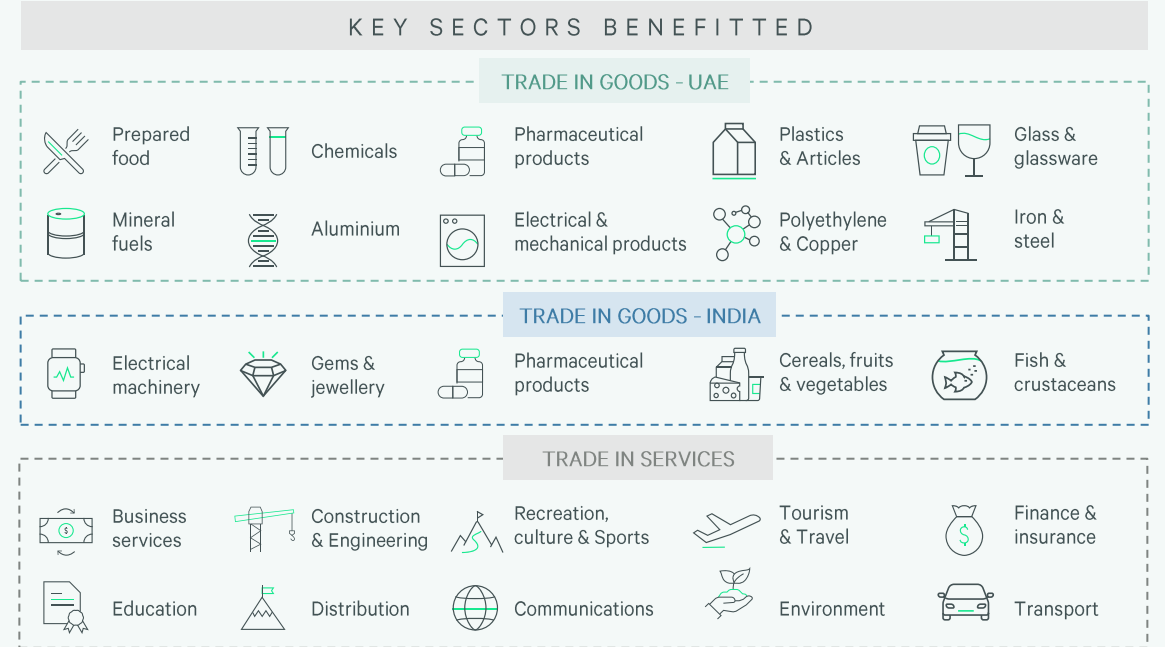 KEY SECTORS BENEFITTED
TRADE IN GOODS - UAE
Prepared
food
Chemicals
Pharmaceutical
products
Plastics
& Articles
Glass &
glassware
Mineral
fuels
Aluminium
Electrical &
mechanical products
Polyethylene
& Copper
Iron &
steel
TRADE IN GOODS - INDIA
Electrical
machinery
Gems &
jewellery
Pharmaceutical
products
Cereals, fruits
& vegetables
Fish &
crustaceans
TRADE IN SERVICES
$
Business
services
Construction
& Engineering
Recreation,
culture & Sports
Tourism
& Travel
$
Finance &
insurance
Education
Distribution
Communications
Environment
Transport